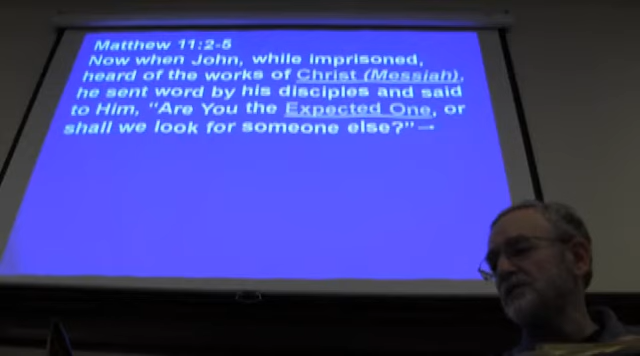 Matthew 11:2-5
Now when John, while imprisoned,
heard of the works of Christ (Messiah),
he sent word by his disciples and said
to Him, "Are You the Expected One, or
shall we look for someone else?"→